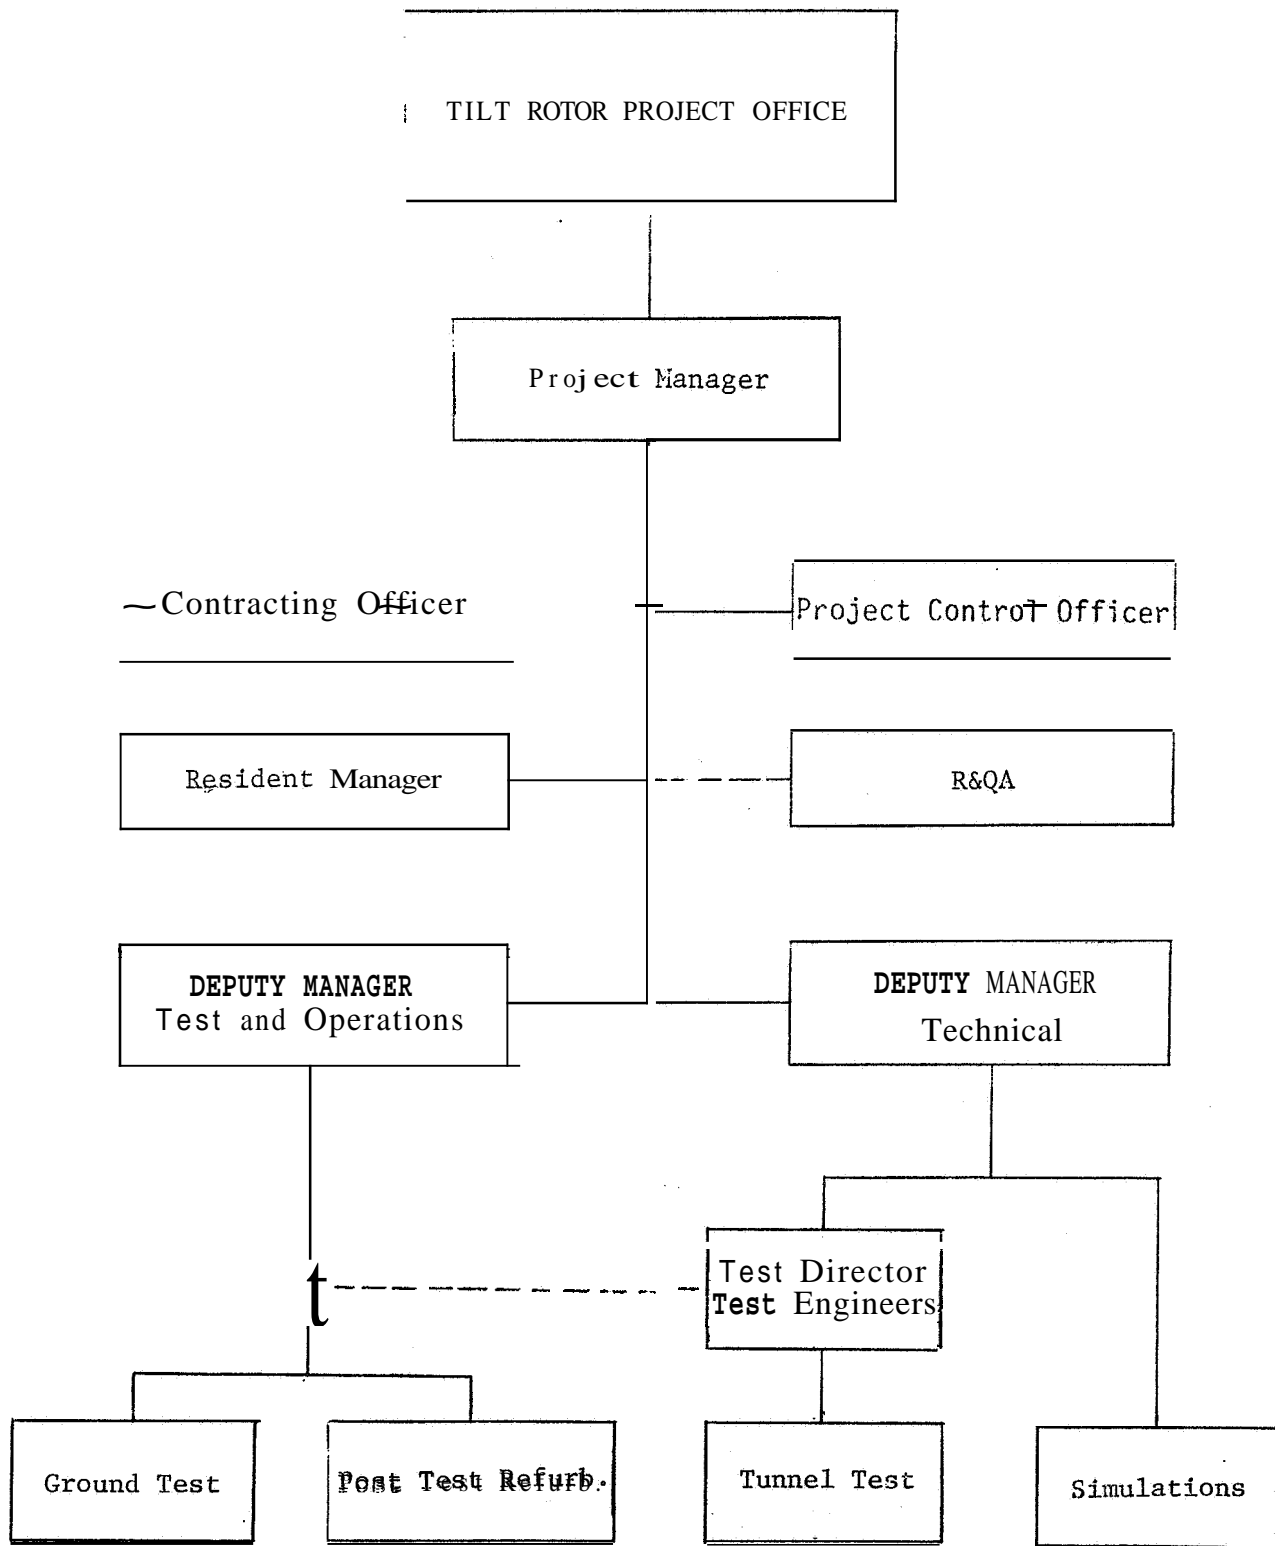 TILT ROTOR PROJECT OFFICE
Project Manager
Contracting Officer
Project Control Officer
Resident Manager
R&QA
DEPUTY MANAGER
Test and Operations
DEPUTY MANAGER
Technical
t
Test Director
Test Engineers
Ground Test
Post Test Refurb.
Tunnel Test
Simulations